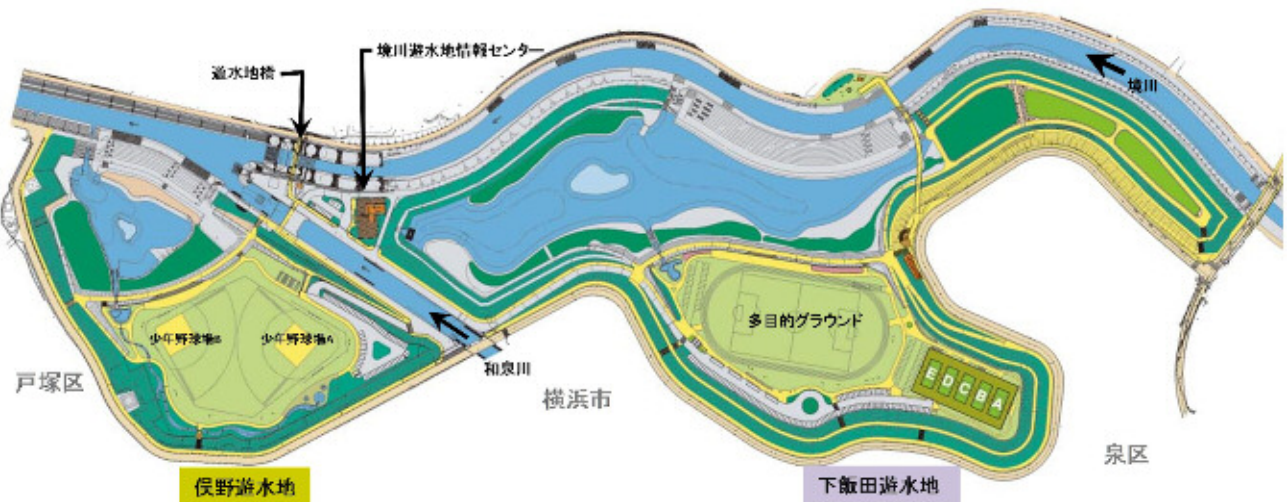 境川遊水地情報センター
遊水地橋
境川
少年野球場B
少年野球場A
多目的グラウンド
和泉川
戸塚区
横浜市
E D C B A
泉区
俣野遊水地
下飯田遊水地